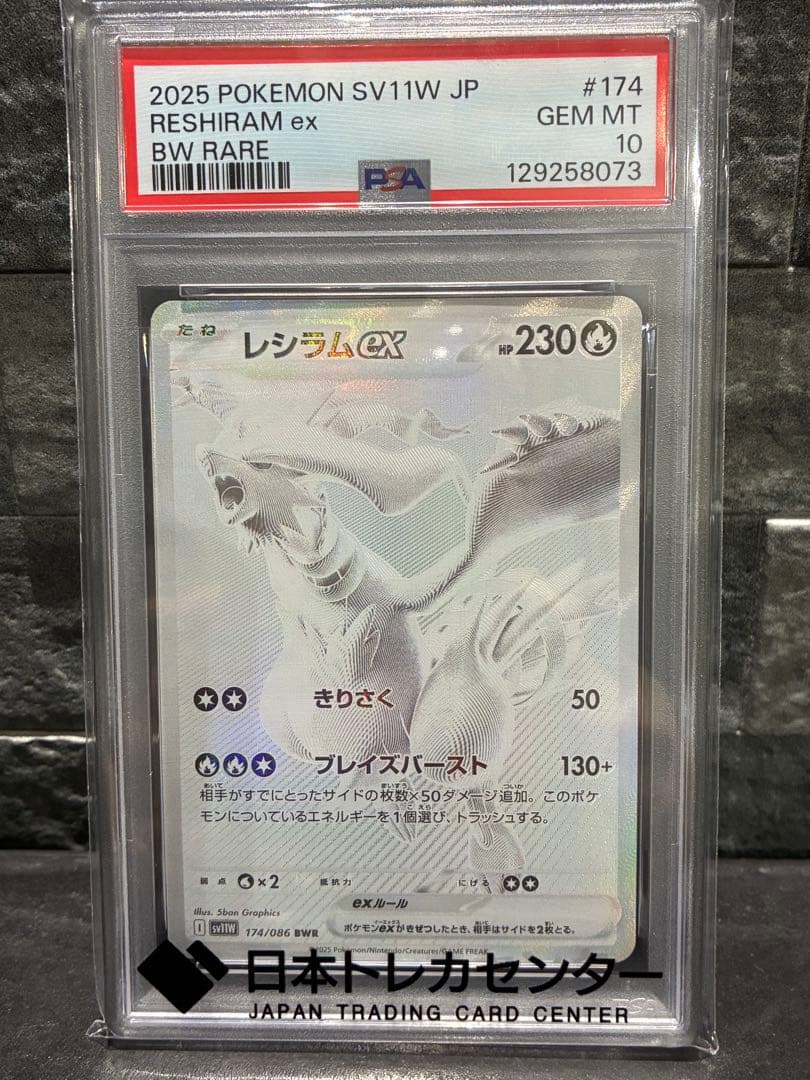 2025 POKEMON SV11W JP #174
RESHIRAM ex GEM MT
BW RARE 10
PSA 129258073
たね レシラムex HP 230
きりさく 50
ブレイズバースト 130+
相手がすでにとったサイドの枚数×50ダメージ追加。このポケ
モンについているエネルギーを1個選び、トラッシュする。
弱点 ×2 抵抗力 にげる
exルール
ポケモンexがきぜつしたとき、相手はサイドを2枚とる。
Illus. 5ban Graphics
I sv11W 174/086 BWR
©2025 Pokémon/Nintendo/Creatures/GAME FREAK
日本トレカセンター
JAPAN TRADING CARD CENTER